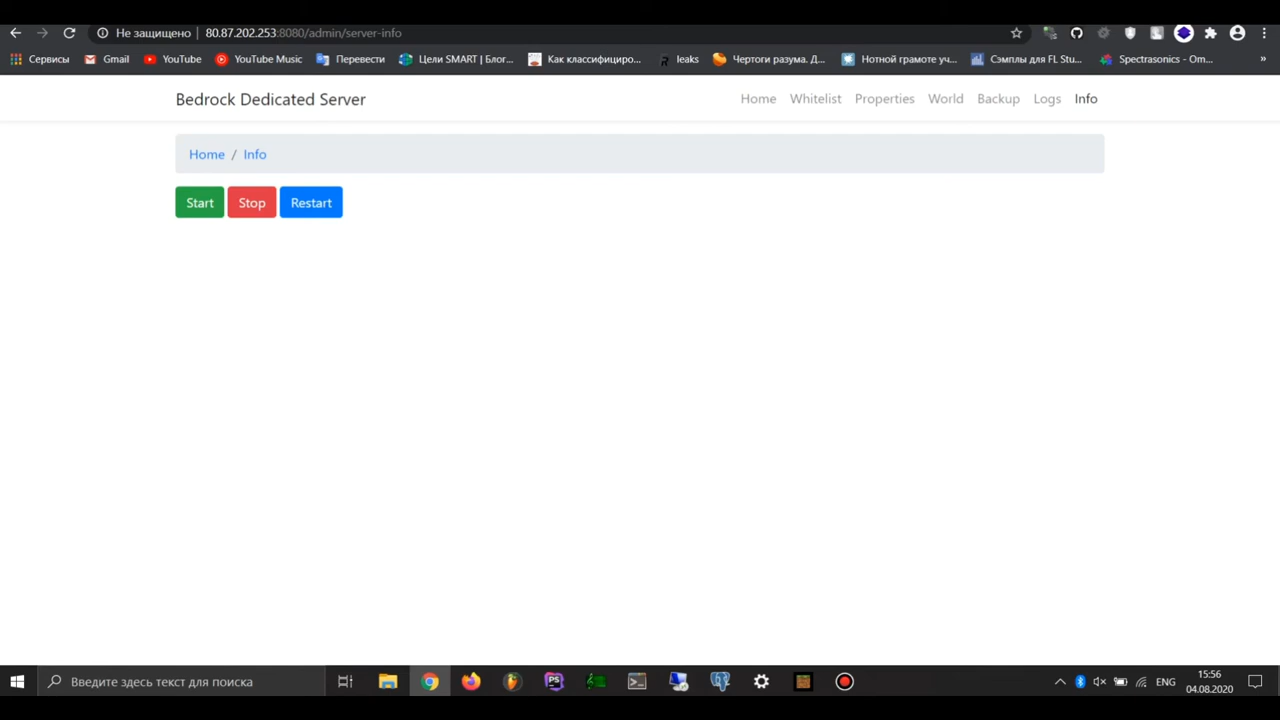 Не защищено 80.87.202.253:8080/admin/server-info
Сервисы Gmail YouTube YouTube Music Перевести Цели SMART | Блог... Как классифициро... leaks Чертоги разума. Д... Нотной грамоте уч... Сэмплы для FL Stu... Spectrasonics - Om... »
Bedrock Dedicated Server Home Whitelist Properties World Backup Logs Info
Home / Info
Start Stop Restart
Введите здесь текст для поиска PS ENG 15:56
04.08.2020